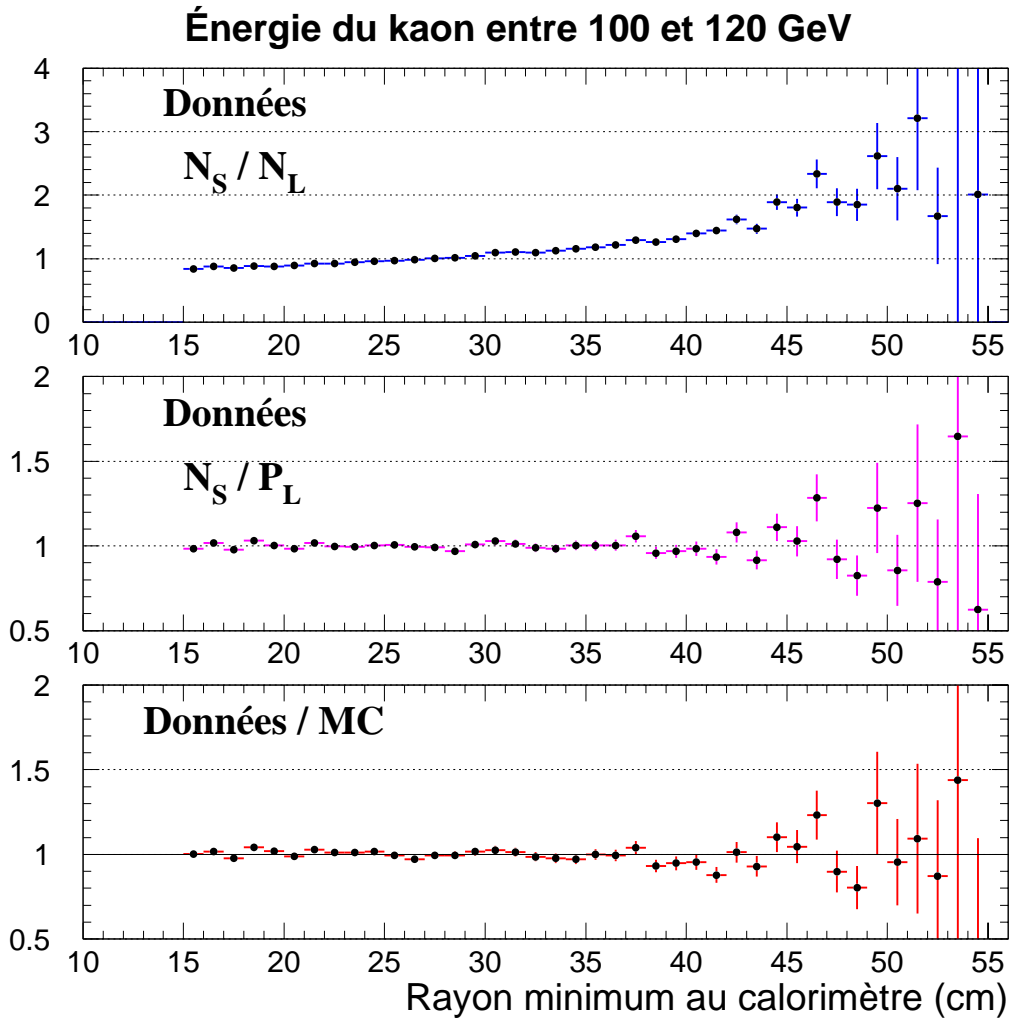 Énergie du kaon entre 100 et 120 GeV
4
3
2
1
0
Données
N_S / N_L
10 15 20 25 30 35 40 45 50 55
2
1.5
1
0.5
Données
N_S / P_L
10 15 20 25 30 35 40 45 50 55
2
1.5
1
0.5
Données / MC
10 15 20 25 30 35 40 45 50 55
Rayon minimum au calorimètre (cm)